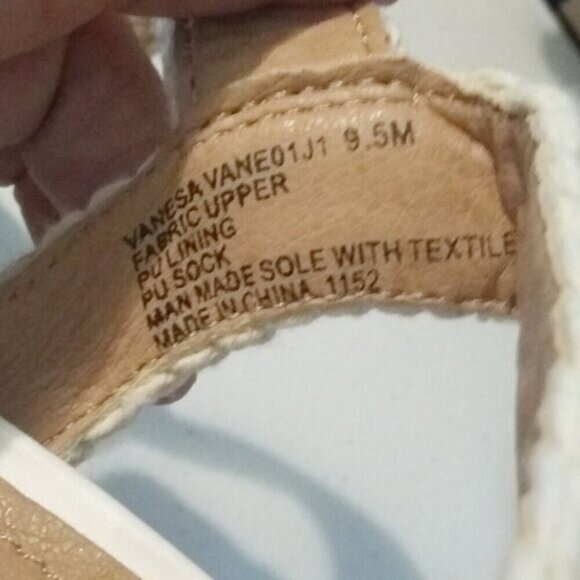 VANESA VANE01J1 9.5M
FABRIC UPPER
PU LINING
PU SOCK
MAN MADE SOLE WITH TEXTILE
MADE IN CHINA 1152